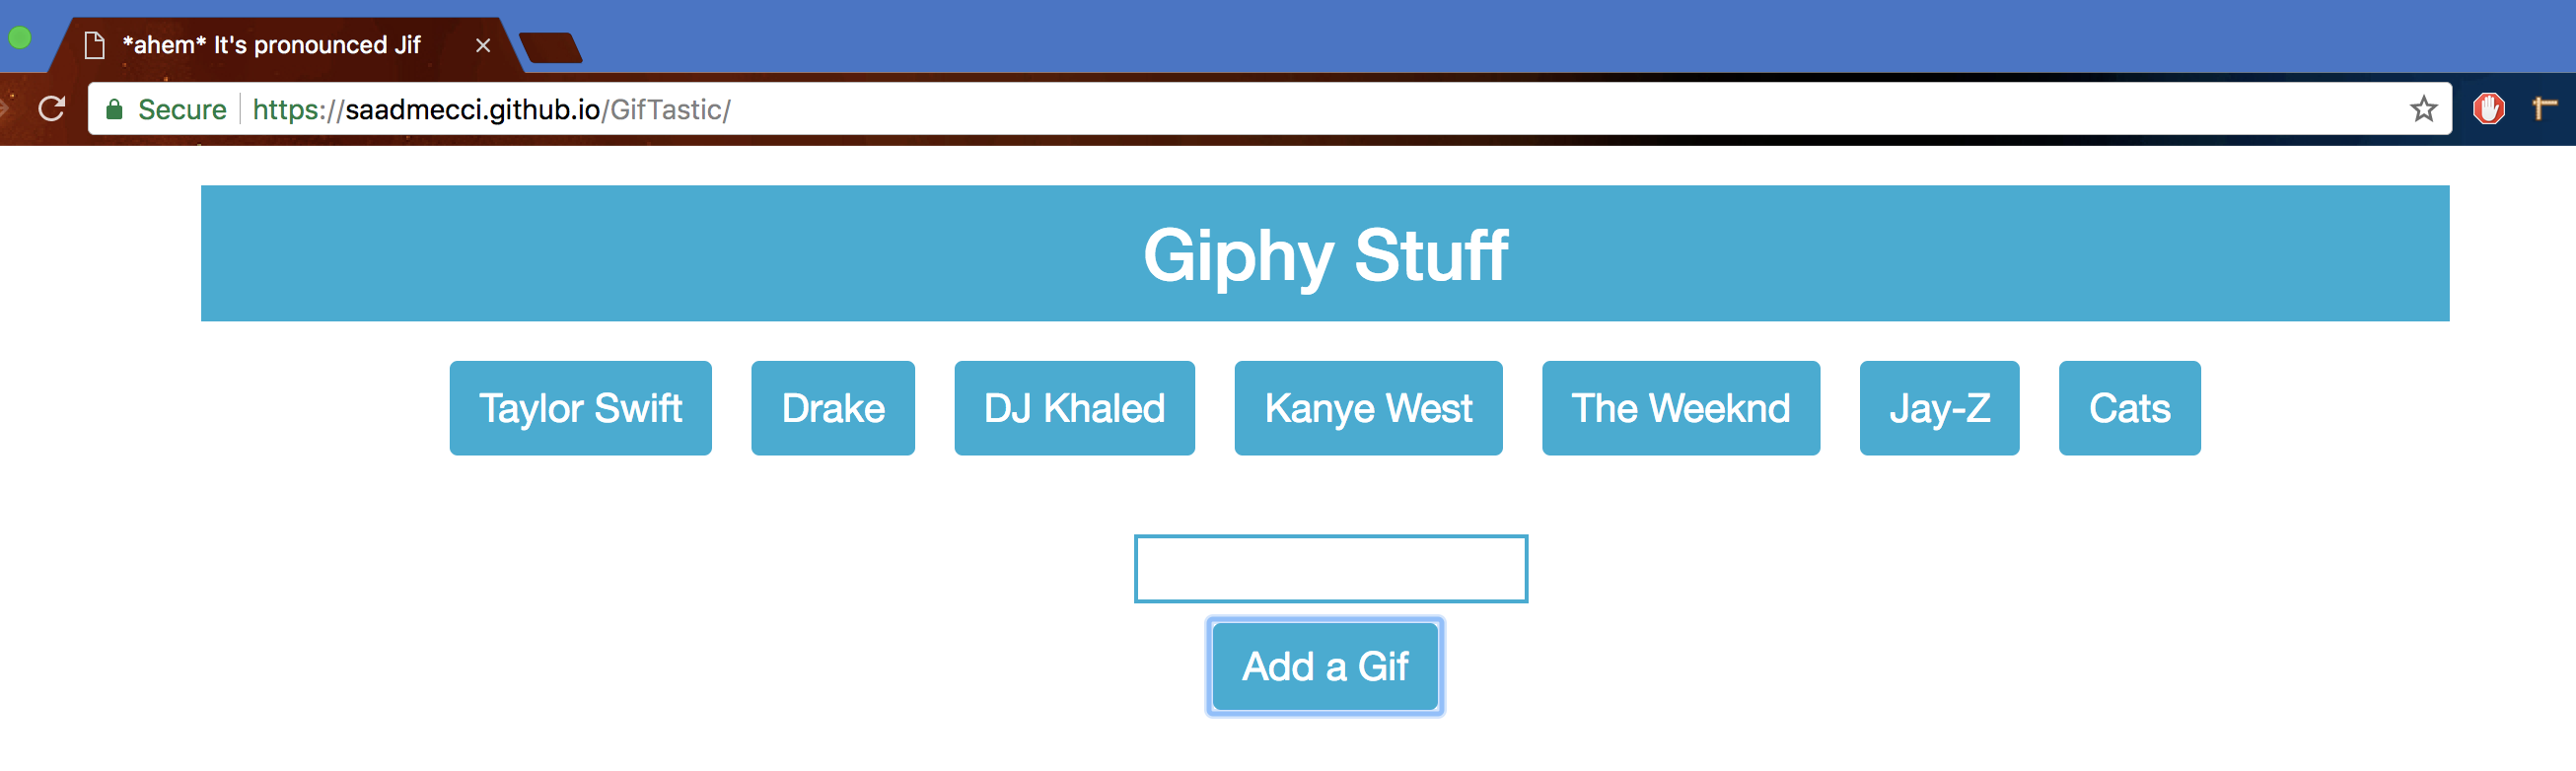 *ahem* It's pronounced Jif
Secure https://saadmecci.github.io/GifTastic/
Giphy Stuff
Taylor Swift Drake DJ Khaled Kanye West The Weeknd Jay-Z Cats
Add a Gif